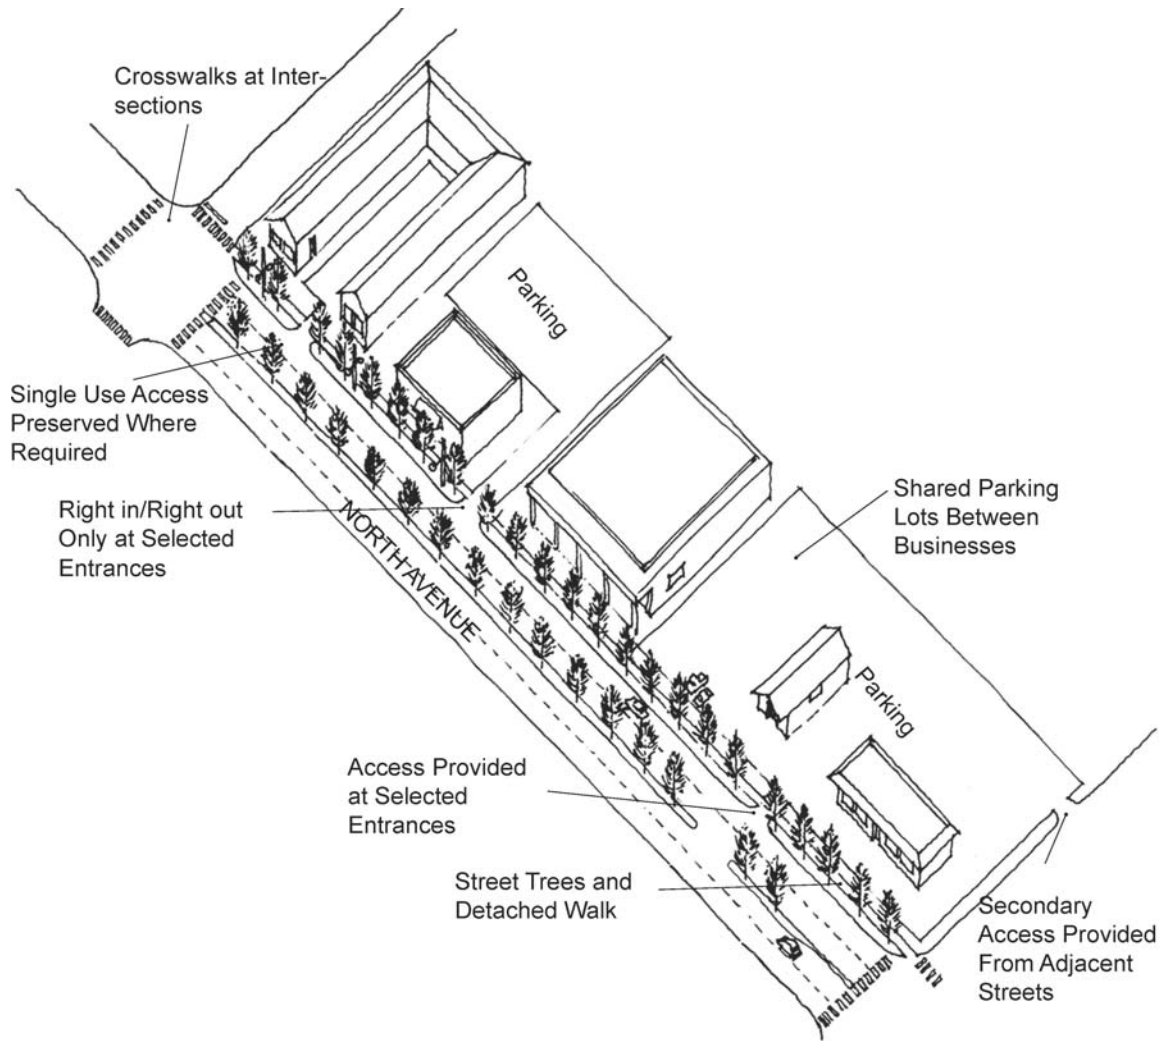 Crosswalks at Inter-
sections
Parking
Single Use Access
Preserved Where
Required
Right in/Right out
Only at Selected
Entrances
NORTH AVENUE
Shared Parking
Lots Between
Businesses
Parking
Access Provided
at Selected
Entrances
Street Trees and
Detached Walk
Secondary
Access Provided
From Adjacent
Streets